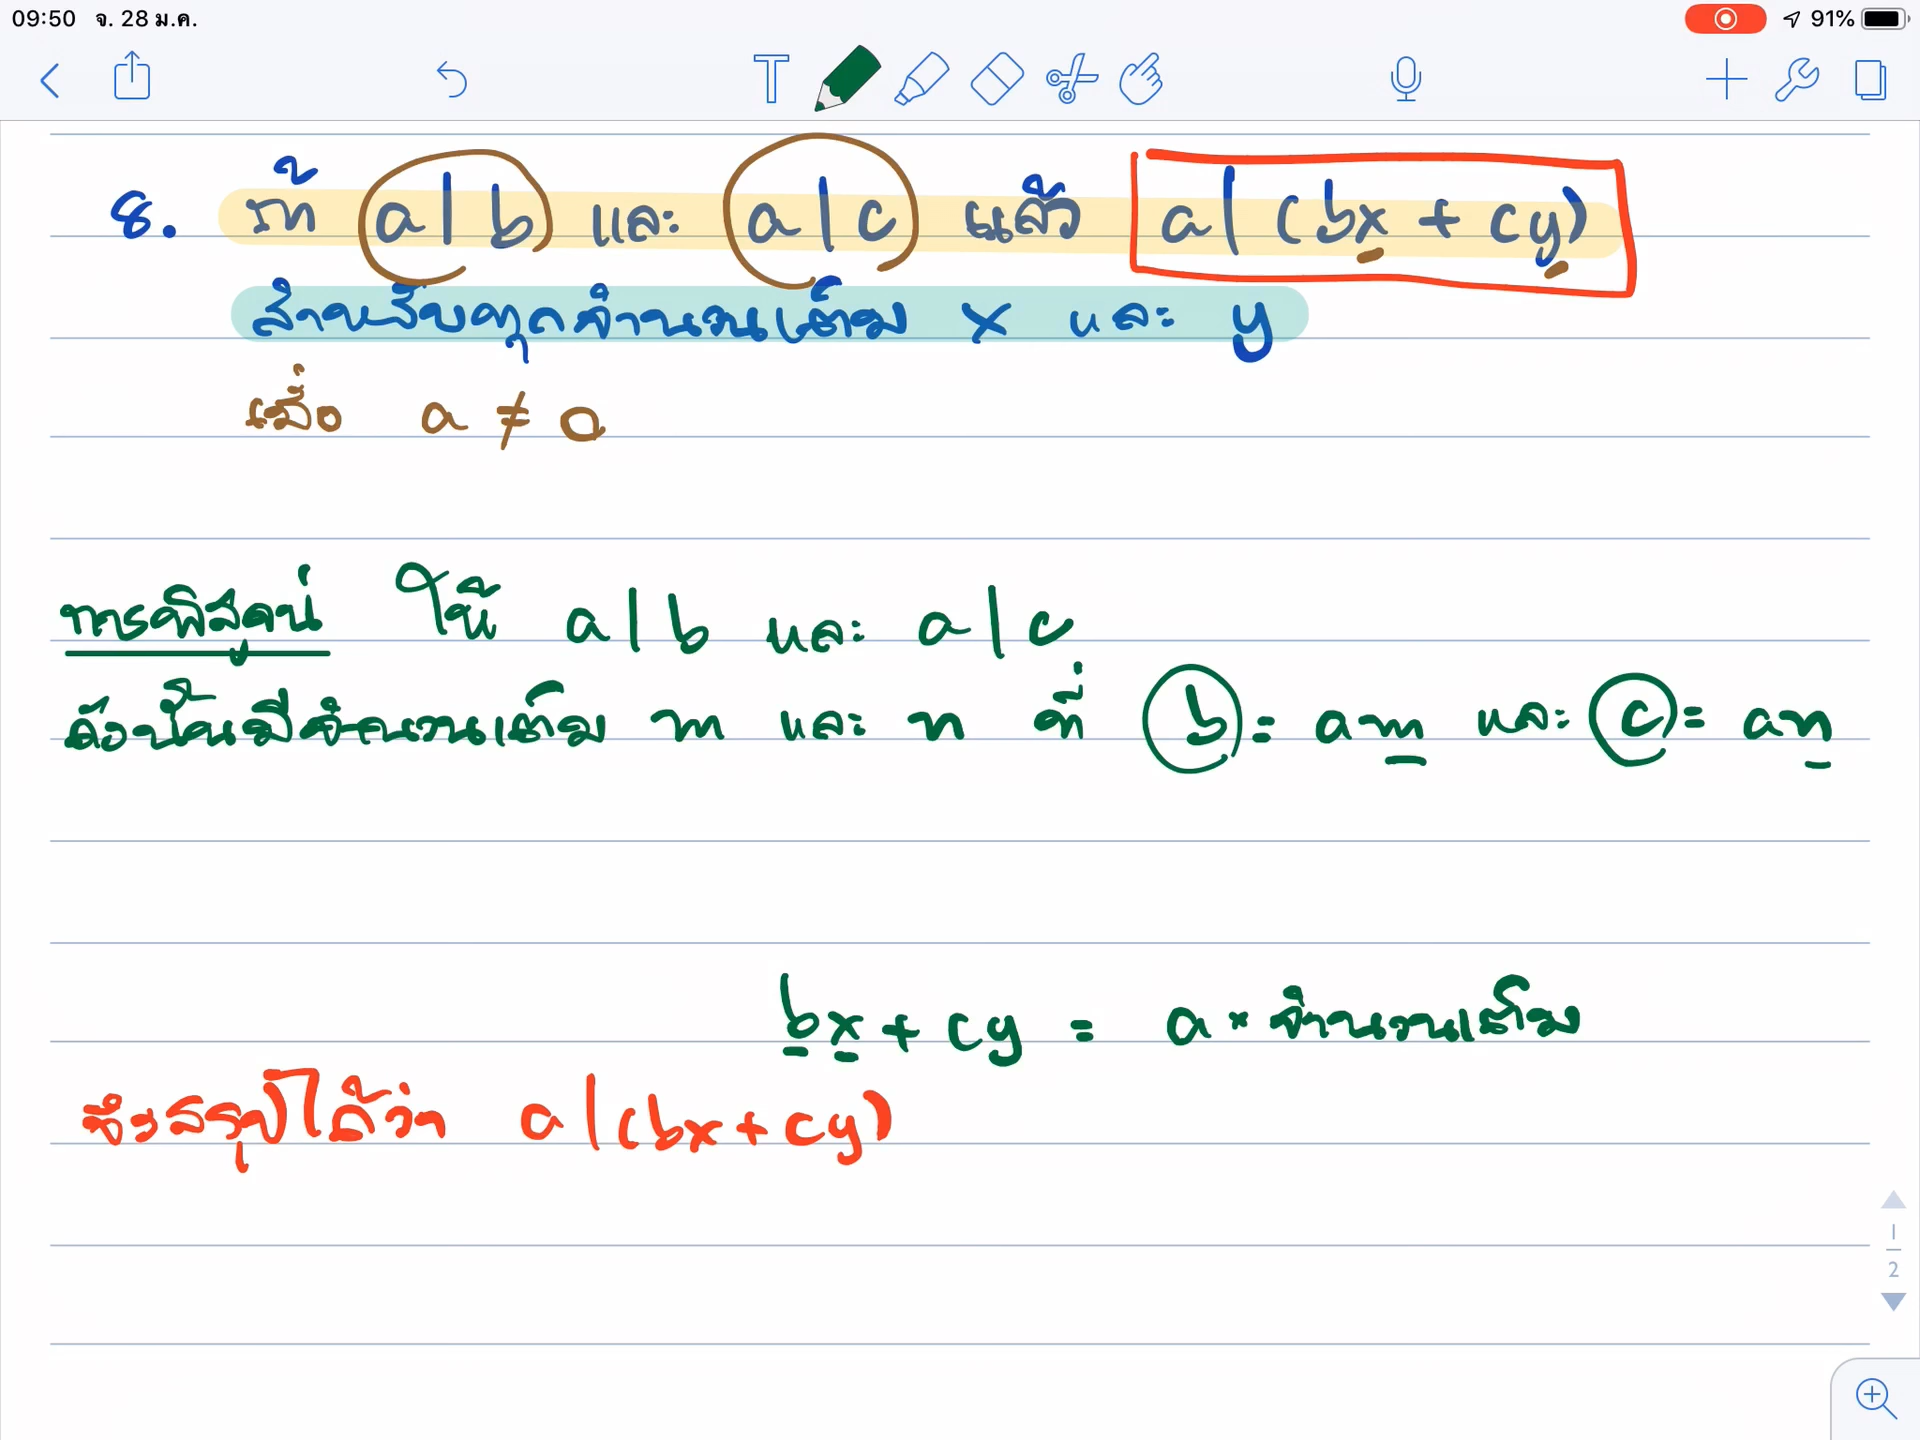 09:50 จ. 28 ม.ค. 91%
T
8. ถ้า a | b และ a | c แล้ว a | (bx + cy)
สำหรับทุกจำนวนเต็ม x และ y
เมื่อ a ≠ 0
การพิสูจน์ ให้ a | b และ a | c
ดังนั้นมีจำนวนเต็ม m และ n ที่ b = am และ c = an
bx + cy = a × จำนวนเต็ม
จึงสรุปได้ว่า a | (bx + cy)
1
2